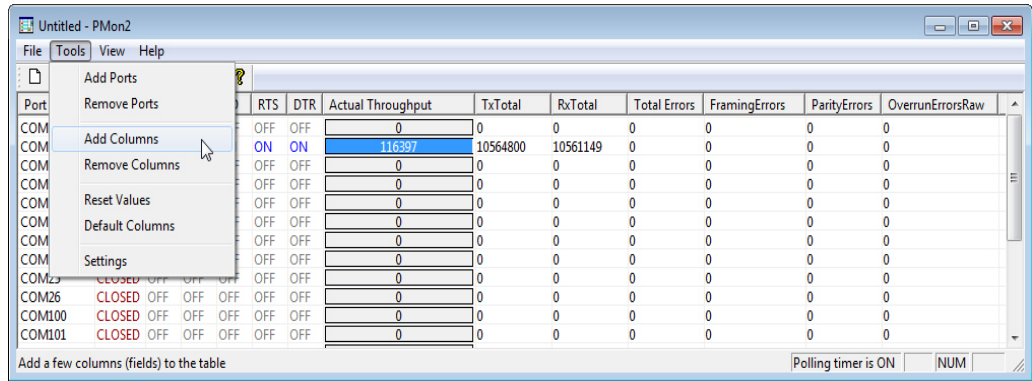 Untitled - PMon2
File Tools View Help
Add Ports
Remove Ports
Add Columns
Remove Columns
Reset Values
Default Columns
Settings
Port RTS DTR Actual Throughput TxTotal RxTotal Total Errors FramingErrors ParityErrors OverrunErrorsRaw
COM OFF OFF 0 0 0 0 0 0 0
COM ON ON 116397 10564800 10561149 0 0 0 0
COM OFF OFF 0 0 0 0 0 0 0
COM OFF OFF 0 0 0 0 0 0 0
COM OFF OFF 0 0 0 0 0 0 0
COM OFF OFF 0 0 0 0 0 0 0
COM OFF OFF 0 0 0 0 0 0 0
COM OFF OFF 0 0 0 0 0 0 0
COM25 CLOSED OFF OFF OFF OFF OFF 0 0 0 0 0 0 0
COM26 CLOSED OFF OFF OFF OFF OFF 0 0 0 0 0 0 0
COM100 CLOSED OFF OFF OFF OFF OFF 0 0 0 0 0 0 0
COM101 CLOSED OFF OFF OFF OFF OFF 0 0 0 0 0 0 0
Add a few columns (fields) to the table Polling timer is ON NUM